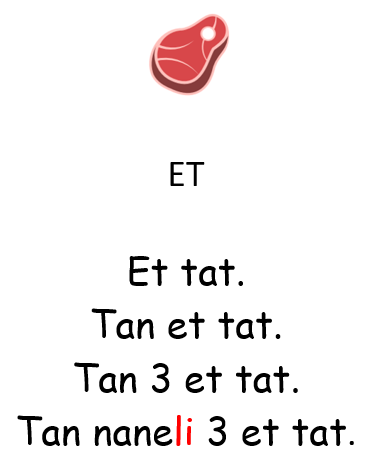 ET
Et tat.
Tan et tat.
Tan 3 et tat.
Tan naneli 3 et tat.